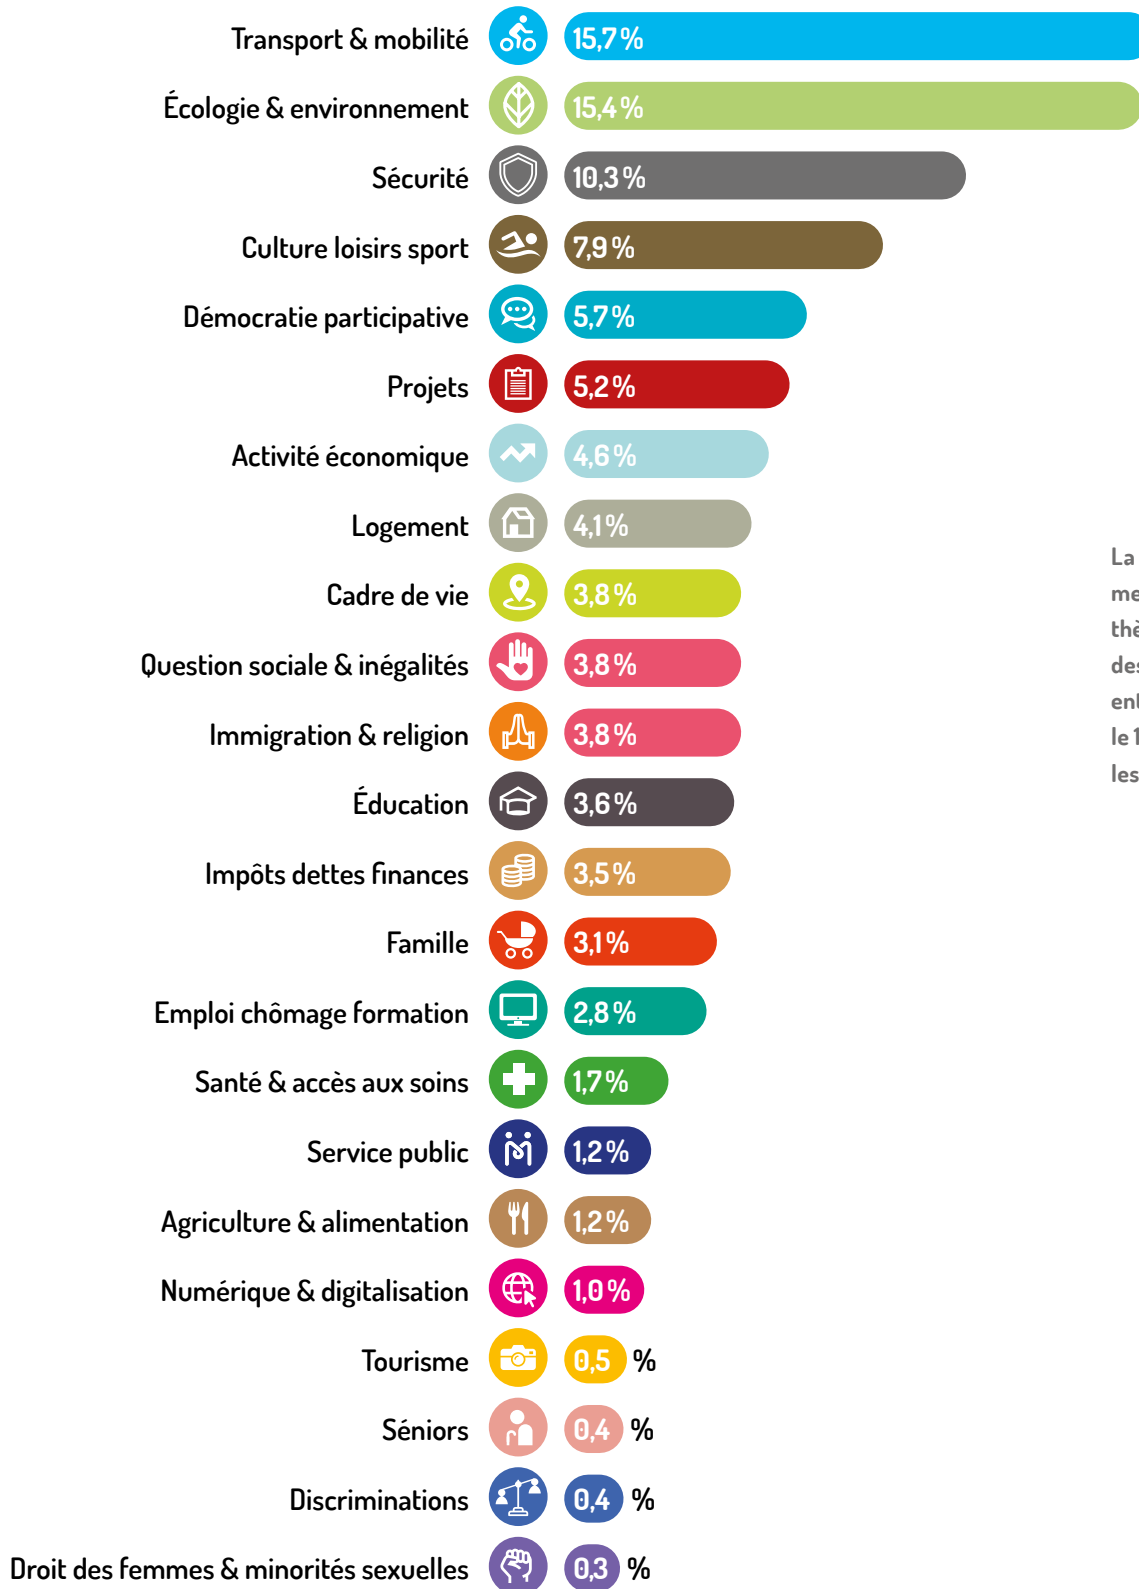 Transport & mobilité 15,7 %
Écologie & environnement 15,4 %
Sécurité 10,3 %
Culture loisirs sport 7,9 %
Démocratie participative 5,7 %
Projets 5,2 %
Activité économique 4,6 %
Logement 4,1 %
Cadre de vie 3,8 %
Question sociale & inégalités 3,8 %
Immigration & religion 3,8 %
Éducation 3,6 %
Impôts dettes finances 3,5 %
Famille 3,1 %
Emploi chômage formation 2,8 %
Santé & accès aux soins 1,7 %
Service public 1,2 %
Agriculture & alimentation 1,2 %
Numérique & digitalisation 1,0 %
Tourisme 0,5 %
Séniors 0,4 %
Discriminations 0,4 %
Droit des femmes & minorités sexuelles 0,3 %
La
des
le 1
les